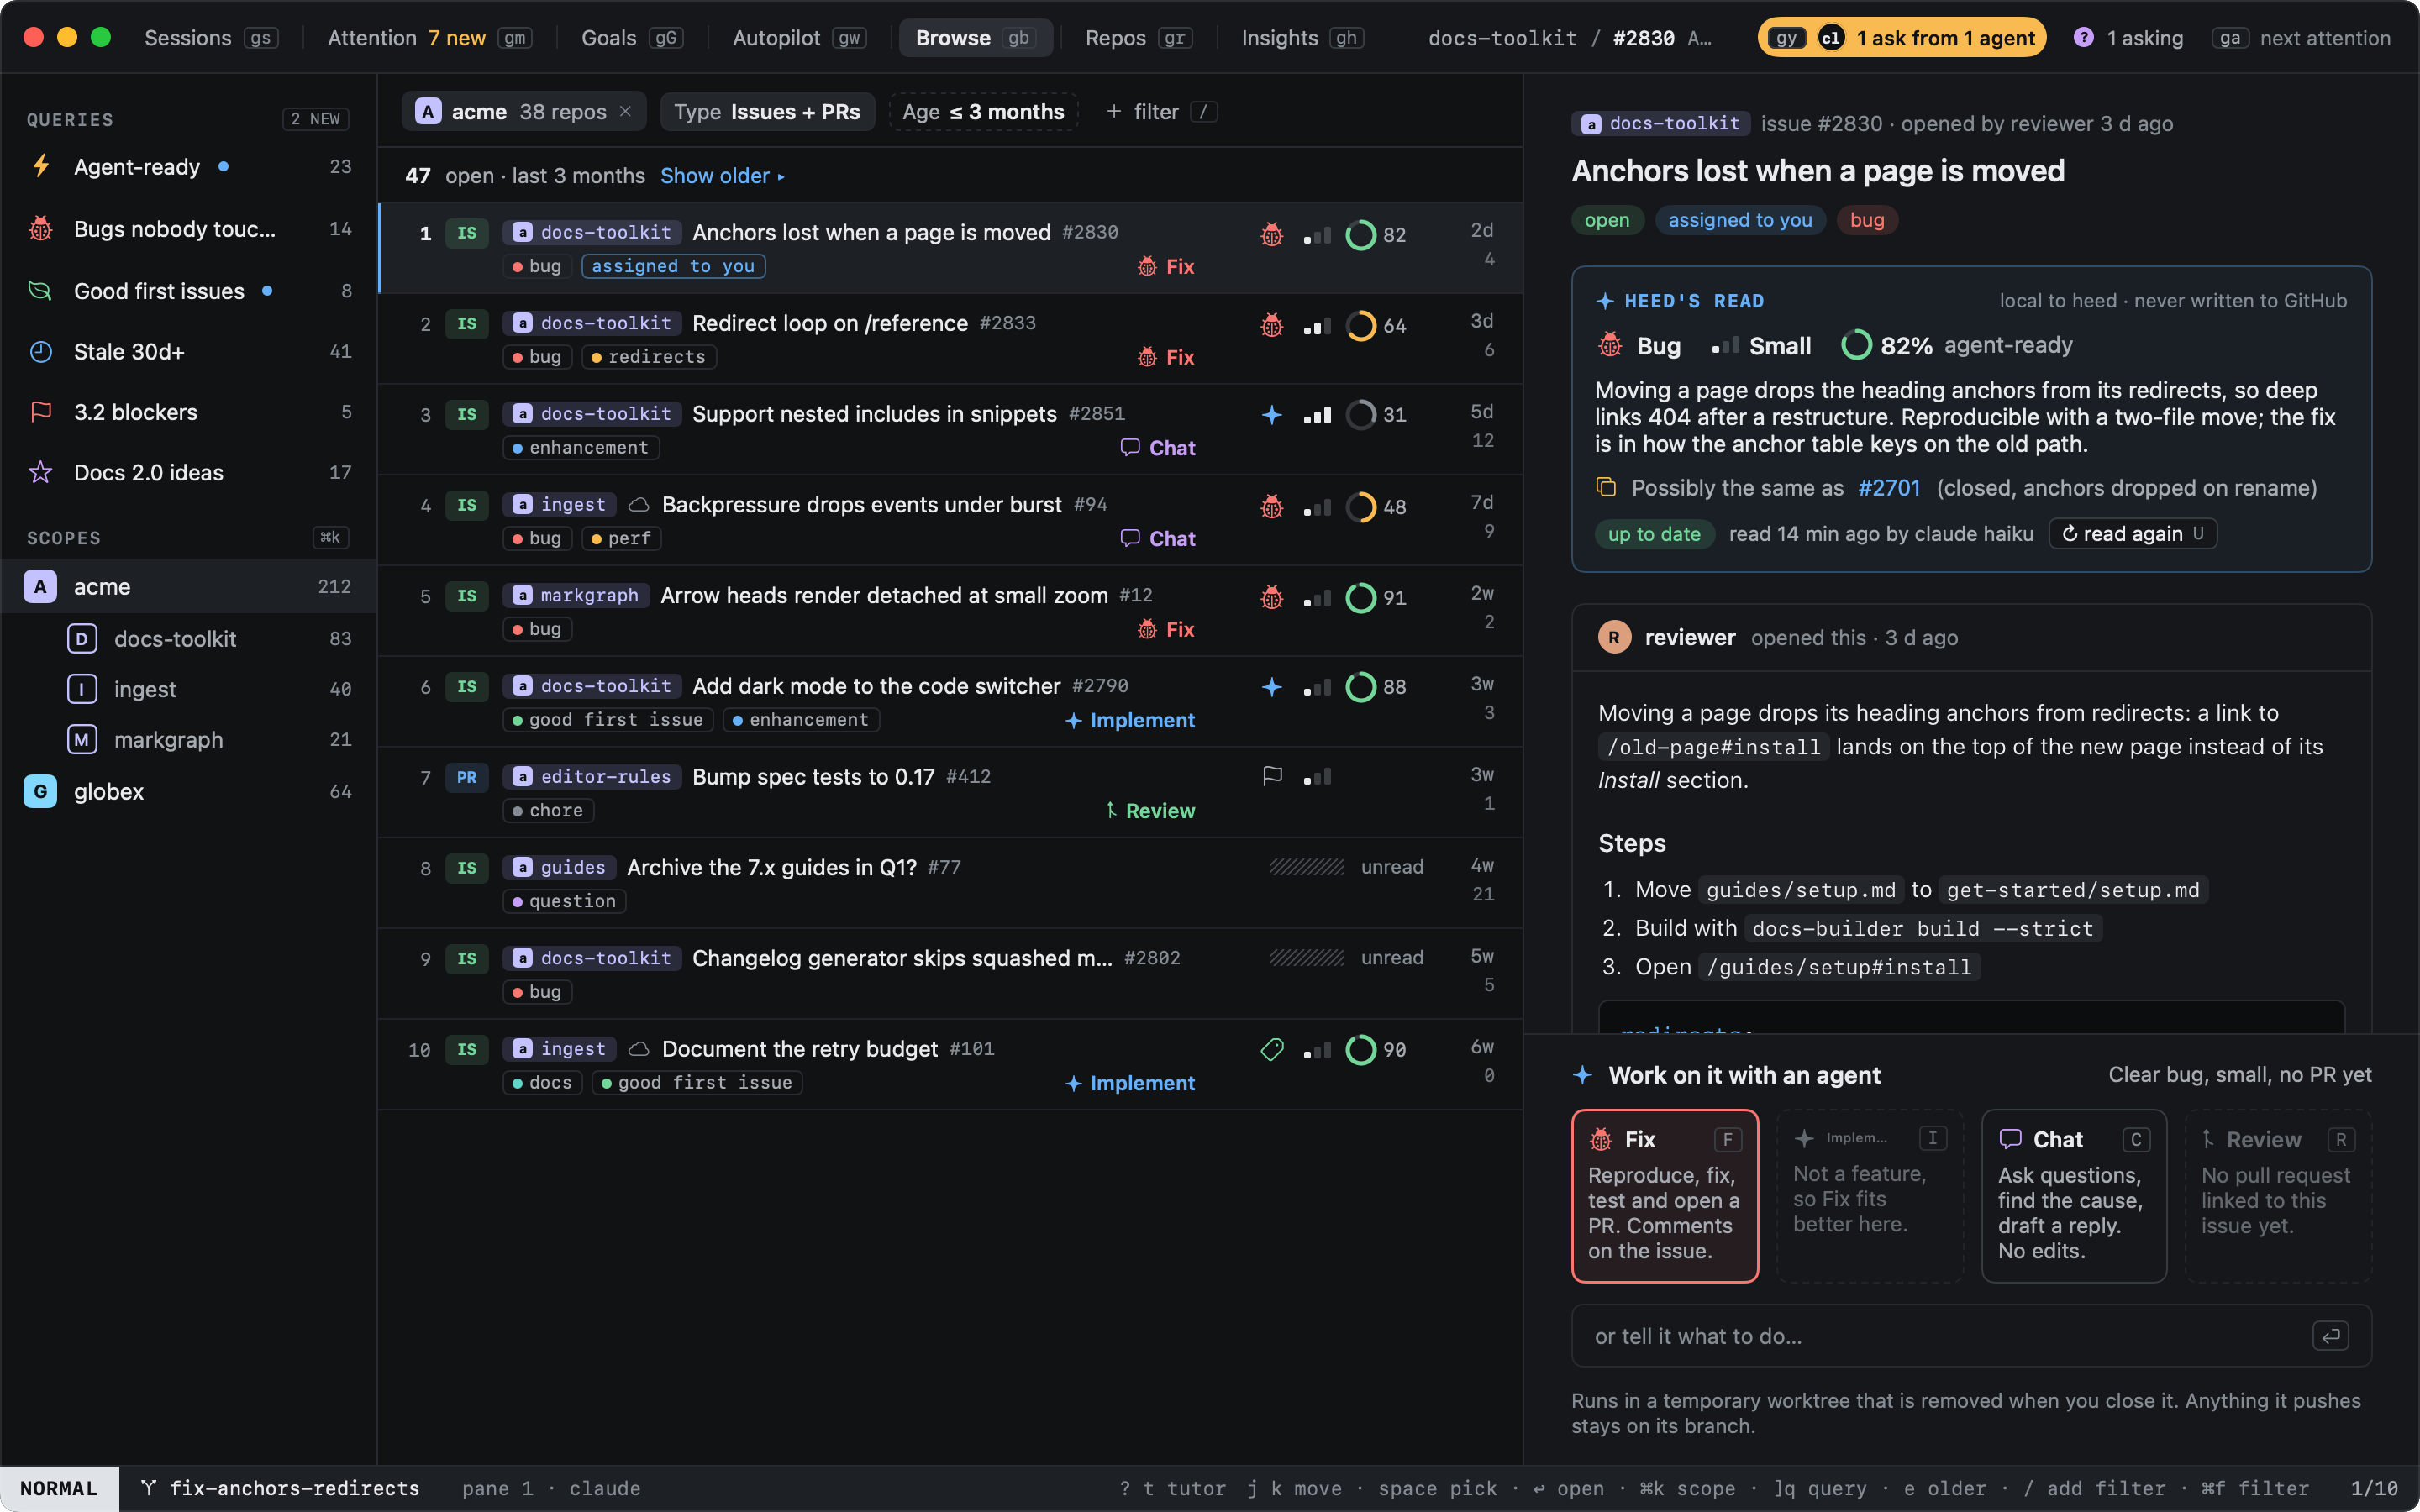 Sessions gs Attention 7 new gm Goals gG Autopilot gw Browse gb Repos gr Insights gh docs-toolkit / #2830 A… gy cl 1 ask from 1 agent ? 1 asking ga next attention
QUERIES 2 NEW
Agent-ready 23
Bugs nobody touc… 14
Good first issues 8
Stale 30d+ 41
3.2 blockers 5
Docs 2.0 ideas 17
SCOPES ⌘k
A acme 212
D docs-toolkit 83
I ingest 40
M markgraph 21
G globex 64
A acme 38 repos × Type Issues + PRs Age ≤ 3 months + filter /
47 open · last 3 months Show older ▸
1 IS a docs-toolkit Anchors lost when a page is moved #2830 82 2d
bug assigned to you Fix 4
2 IS a docs-toolkit Redirect loop on /reference #2833 64 3d
bug redirects Fix 6
3 IS a docs-toolkit Support nested includes in snippets #2851 31 5d
enhancement Chat 12
4 IS a ingest Backpressure drops events under burst #94 48 7d
bug perf Chat 9
5 IS a markgraph Arrow heads render detached at small zoom #12 91 2w
bug Fix 2
6 IS a docs-toolkit Add dark mode to the code switcher #2790 88 3w
good first issue enhancement Implement 3
7 PR a editor-rules Bump spec tests to 0.17 #412 3w
chore Review 1
8 IS a guides Archive the 7.x guides in Q1? #77 unread 4w
question 21
9 IS a docs-toolkit Changelog generator skips squashed m… #2802 unread 5w
bug 5
10 IS a ingest Document the retry budget #101 90 6w
docs good first issue Implement 0
a docs-toolkit issue #2830 · opened by reviewer 3 d ago
Anchors lost when a page is moved
open assigned to you bug
HEED'S READ local to heed · never written to GitHub
Bug Small 82% agent-ready
Moving a page drops the heading anchors from its redirects, so deep
links 404 after a restructure. Reproducible with a two-file move; the fix
is in how the anchor table keys on the old path.
Possibly the same as #2701 (closed, anchors dropped on rename)
up to date read 14 min ago by claude haiku read again U
R reviewer opened this · 3 d ago
Moving a page drops its heading anchors from redirects: a link to
/old-page#install lands on the top of the new page instead of its
Install section.
Steps
1. Move guides/setup.md to get-started/setup.md
2. Build with docs-builder build --strict
3. Open /guides/setup#install
redirects:
Work on it with an agent Clear bug, small, no PR yet
Fix F
Reproduce, fix,
test and open a
PR. Comments
on the issue.
Implem… I
Not a feature,
so Fix fits
better here.
Chat C
Ask questions,
find the cause,
draft a reply.
No edits.
Review R
No pull request
linked to this
issue yet.
or tell it what to do…
Runs in a temporary worktree that is removed when you close it. Anything it pushes
stays on its branch.
NORMAL fix-anchors-redirects pane 1 · claude ? t tutor j k move · space pick · ↩ open · ⌘k scope · ]q query · e older · / add filter · ⌘f filter 1/10